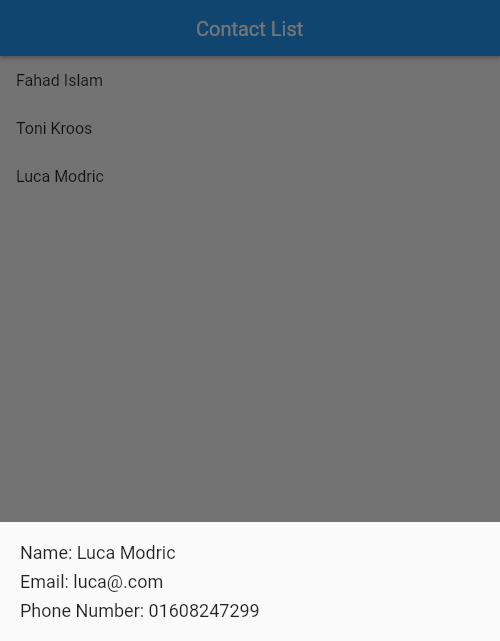 Contact List
Fahad Islam
Toni Kroos
Luca Modric
Name: Luca Modric
Email: luca@.com
Phone Number: 01608247299